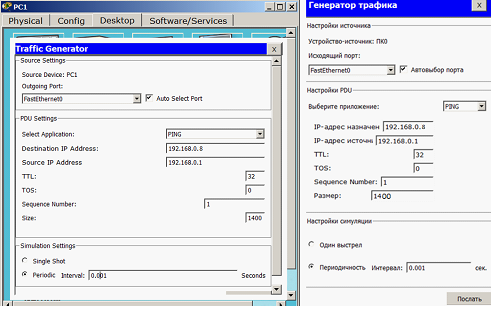 PC1
Physical Config Desktop Software/Services
Traffic Generator X
Source Settings
Source Device: PC1
Outgoing Port:
FastEthernet0 Auto Select Port
PDU Settings
Select Application: PING
Destination IP Address: 192.168.0.8
Source IP Address 192.168.0.1
TTL: 32
TOS: 0
Sequence Number: 1
Size: 1400
Simulation Settings
Single Shot
Periodic Interval: 0.001 Seconds
Генератор трафика X
Настройки источника
Устройство-источник: ПК0
Исходящий порт:
FastEthernet0 Автовыбор порта
Настройки PDU
Выберите приложение: PING
IP-адрес назначен 192.168.0.8
IP-адрес источн 192.168.0.1
TTL: 32
TOS: 0
Sequence Number: 1
Размер: 1400
Настройки симуляции
Один выстрел
Периодичность Интервал: 0.001 сек.
Послать